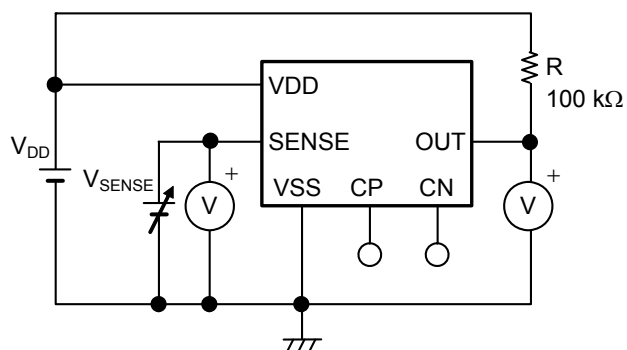 R
100 kΩ
VDD
VDD
SENSE
OUT
VSENSE
+
V
VSS
CP
CN
+
V